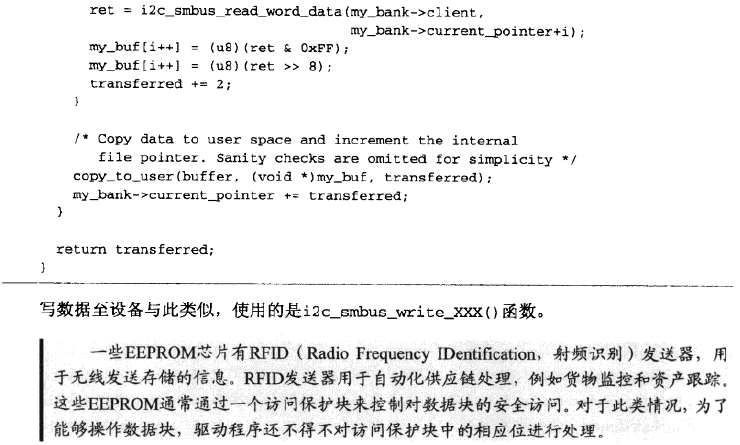 ret = i2c_smbus_read_word_data(my_bank->client,
my_bank->current_pointer+i);
my_buf[i++] = (u8)(ret & 0xFF);
my_buf[i++] = (u8)(ret >> 8);
transferred += 2;
}
/* Copy data to user space and increment the internal
file pointer. Sanity checks are omitted for simplicity */
copy_to_user(buffer, (void *)my_buf, transferred);
my_bank->current_pointer += transferred;
}
return transferred;
}
写数据至设备与此类似，使用的是i2c_smbus_write_XXX()函数。
一些EEPROM芯片有RFID（Radio Frequency IDentification，射频识别）发送器，用
于无线发送存储的信息。RFID发送器用于自动化供应链处理，例如货物监控和资产跟踪。
这些EEPROM通常通过一个访问保护块来控制对数据块的安全访问。对于此类情况，为了
能够操作数据块，驱动程序还不得不对访问保护块中的相应位进行处理。